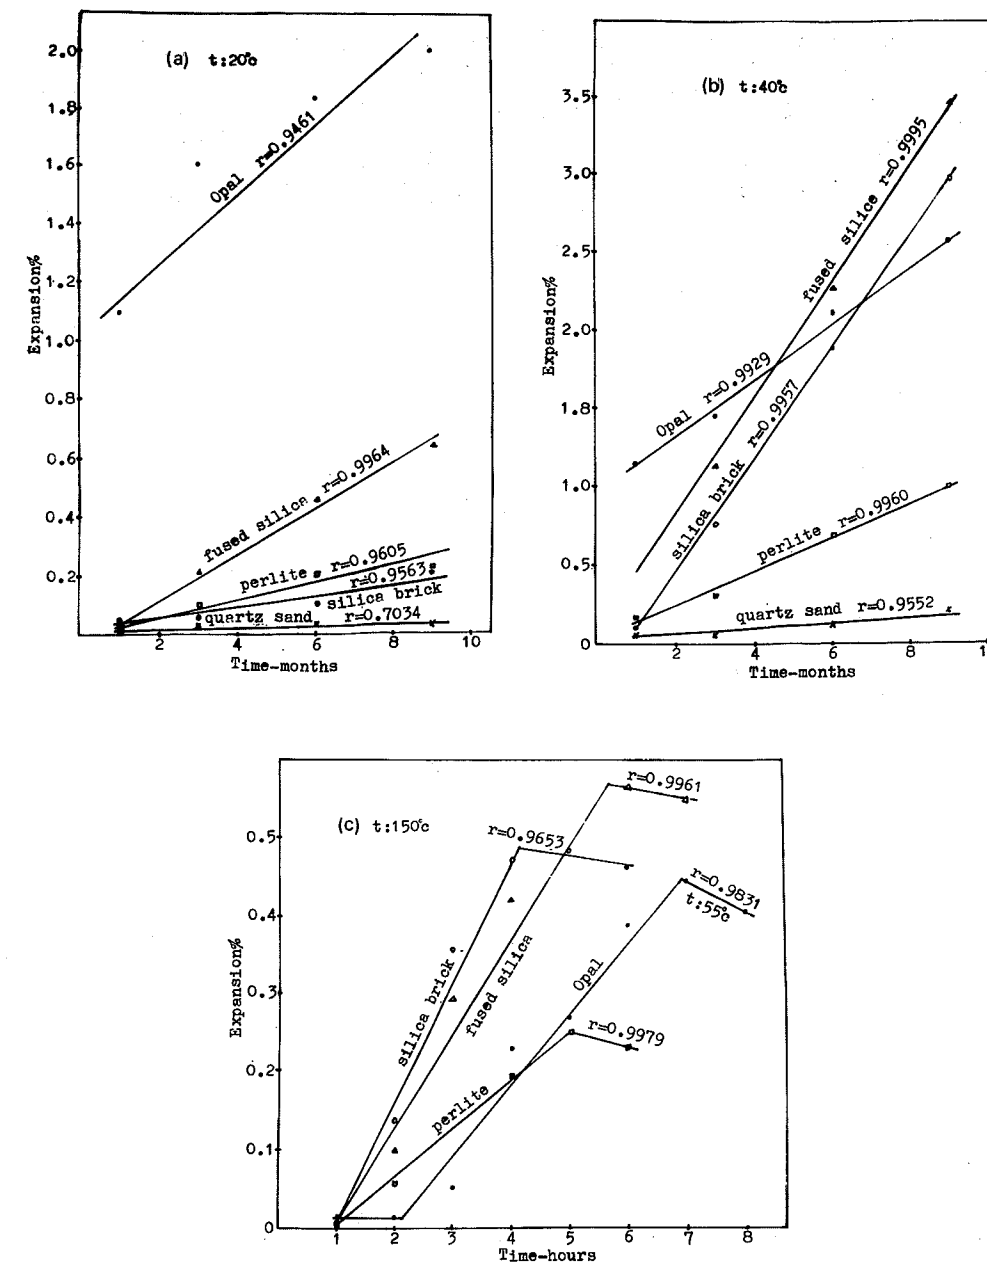 (a) t:20°c
2.0
1.8
1.6
1.4
1.2
1.0
0.8
0.6
0.4
0.2
Expansion%
Opal r=0.9461
fused silica r=0.9964
perlite r=0.9605
r=0.9563
silica brick
quartz sand r=0.7034
2 4 6 8 10
Time-months
(b) t:40°c
3.5
3.0
2.5
2.0
1.8
1.0
0.5
0
Expansion%
fused silice r=0.9995
Opal r=0.9929
silica brick r=0.9957
perlite r=0.9960
quartz sand r=0.9552
2 4 6 8 1
Time-months
(c) t:150°c
0.5
0.4
0.3
0.2
0.1
0
Expansion%
r=0.9961
r=0.9653
r=0.9831
t:55°c
silica brick
fused silica
Opal
r=0.9979
perlite
1 2 3 4 5 6 7 8
Time-hours